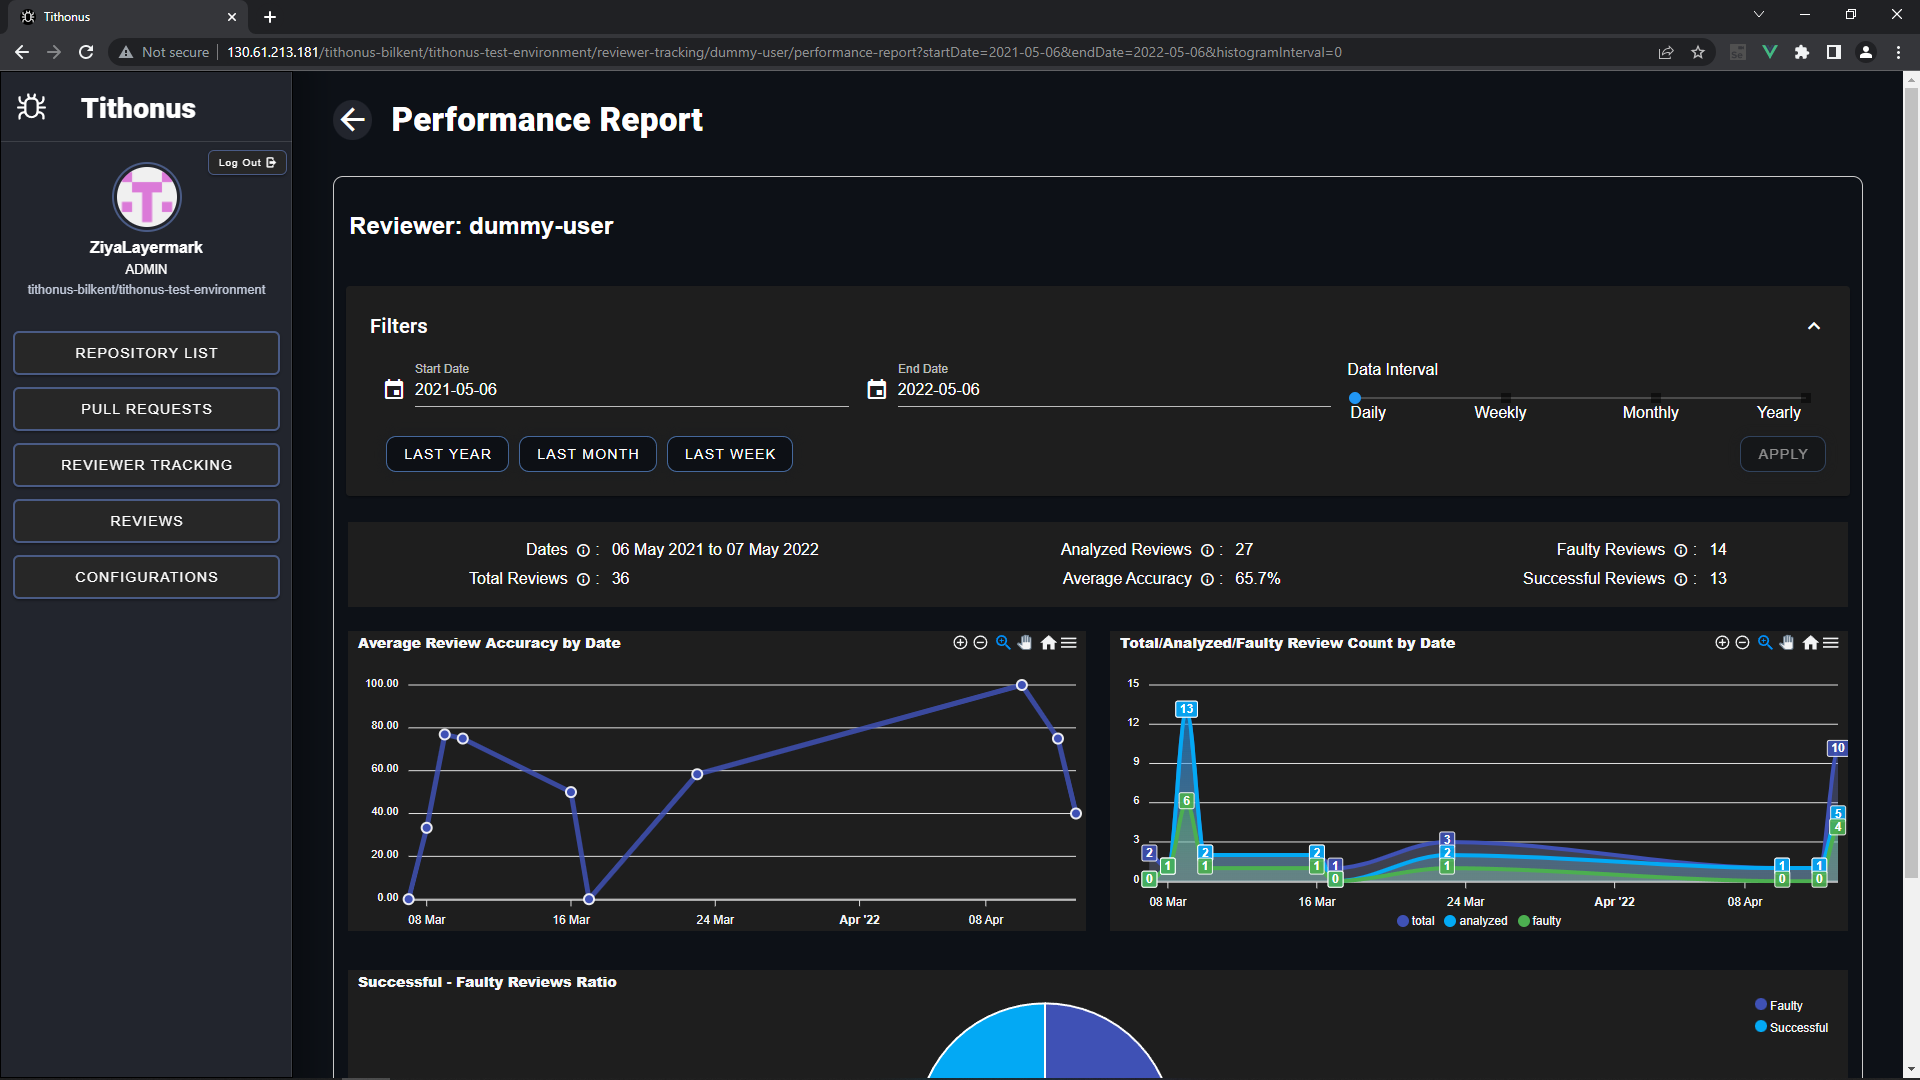 Tithonus
Not secure
130.61.213.181/tithonus-bilkent/tithonus-test-environment/reviewer-tracking/dummy-user/performance-report?startDate=2021-05-06&endDate=2022-05-06&histogramInterval=0
Tithonus
Log Out
ZiyaLayermark
ADMIN
tithonus-bilkent/tithonus-test-environment
REPOSITORY LIST
PULL REQUESTS
REVIEWER TRACKING
REVIEWS
CONFIGURATIONS
Performance Report
Reviewer: dummy-user
Filters
Start Date
2021-05-06
End Date
2022-05-06
Data Interval
Daily Weekly Monthly Yearly
LAST YEAR LAST MONTH LAST WEEK
APPLY
Dates : 06 May 2021 to 07 May 2022
Total Reviews : 36
Analyzed Reviews : 27
Average Accuracy : 65.7%
Faulty Reviews : 14
Successful Reviews : 13
Average Review Accuracy by Date
100.00
80.00
60.00
40.00
20.00
0.00
08 Mar 16 Mar 24 Mar Apr '22 08 Apr
Total/Analyzed/Faulty Review Count by Date
15
12
9
6
3
0
13
10
6
5
4
3
2 2 2 2
1 1 1 1 1 1 1
0 0 0 0
08 Mar 16 Mar 24 Mar Apr '22 08 Apr
total analyzed faulty
Successful - Faulty Reviews Ratio
Faulty
Successful